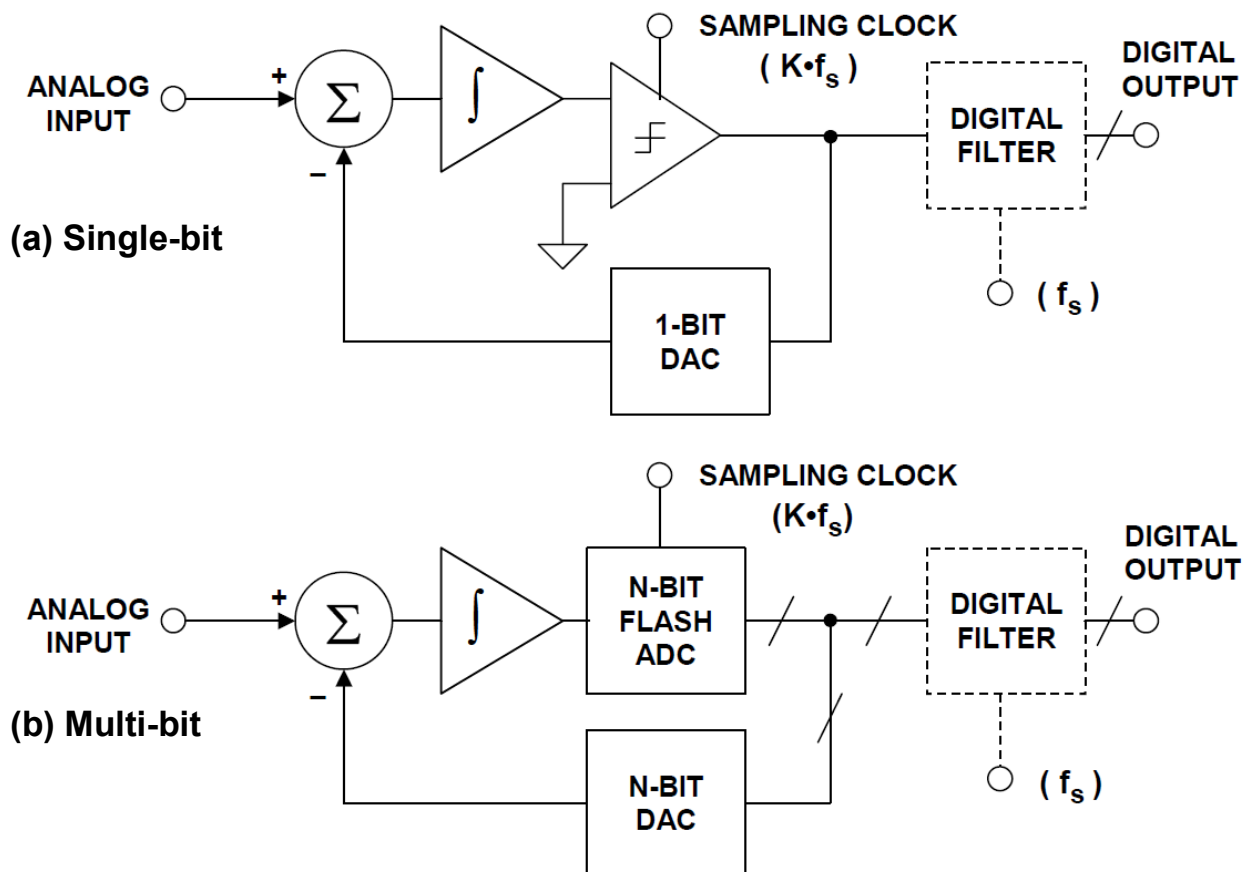 SAMPLING CLOCK
( K•fs )
ANALOG
INPUT
+
Σ
∫
−
DIGITAL
FILTER
DIGITAL
OUTPUT
(a) Single-bit
( fs )
1-BIT
DAC
SAMPLING CLOCK
(K•fs)
ANALOG
INPUT
+
Σ
∫
−
N-BIT
FLASH
ADC
DIGITAL
FILTER
DIGITAL
OUTPUT
(b) Multi-bit
( fs )
N-BIT
DAC